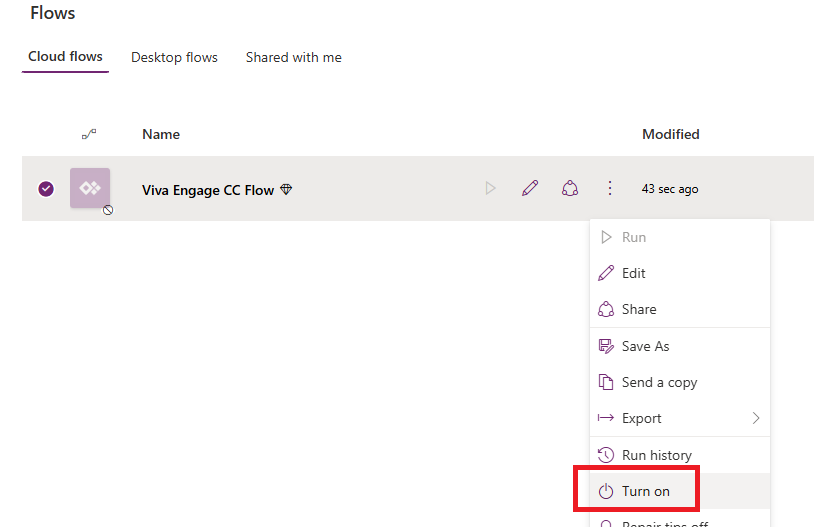 Flows
Cloud flows Desktop flows Shared with me
Name Modified
Viva Engage CC Flow 43 sec ago
Run
Edit
Share
Save As
Send a copy
Export
Run history
Turn on
Repair tips off